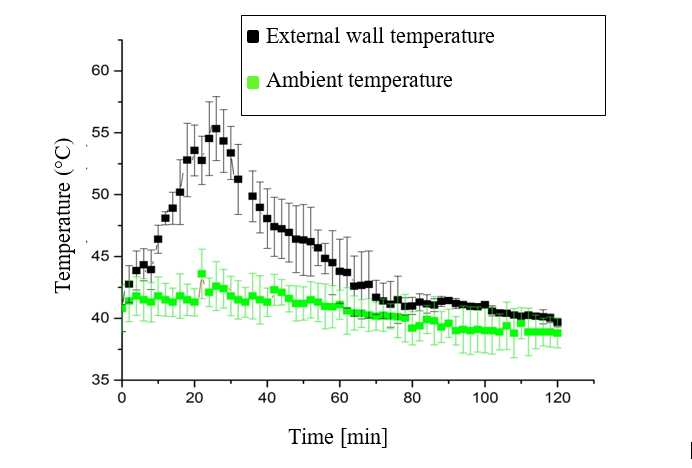 External wall temperature
Ambient temperature
60
55
50
45
40
35
Temperature (°C)
0 20 40 60 80 100 120
Time [min]